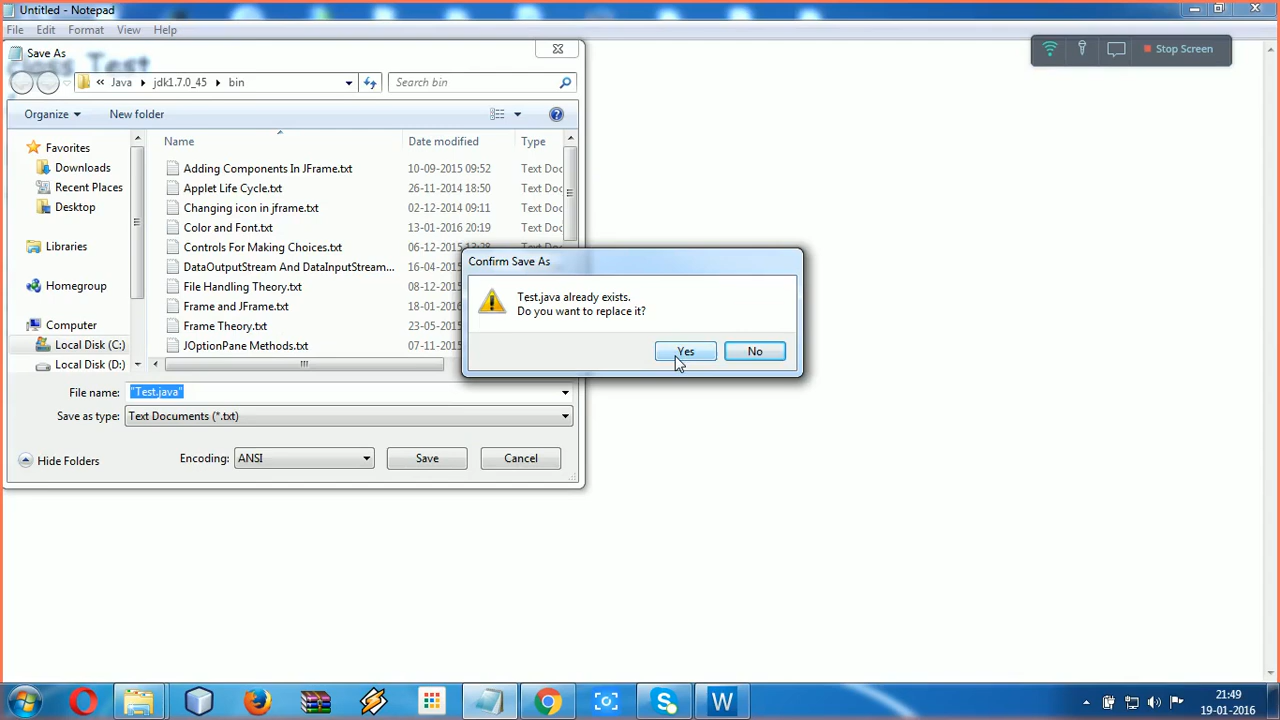 Untitled - Notepad
File Edit Format View Help
Save As
Stop Screen
« Java jdk1.7.0_45 bin
Search bin
Organize New folder
Name Date modified Type
Favorites
Downloads
Recent Places
Desktop
Libraries
Homegroup
Computer
Local Disk (C:)
Local Disk (D:)
Adding Components In JFrame.txt 10-09-2015 09:52 Text Doc
Applet Life Cycle.txt 26-11-2014 18:50 Text Doc
Changing icon in jframe.txt 02-12-2014 09:11 Text Doc
Color and Font.txt 13-01-2016 20:19 Text Doc
Controls For Making Choices.txt 06-12-2015 13:28 Text Doc
DataOutputStream And DataInputStream... 16-04-
File Handling Theory.txt 08-12-
Frame and JFrame.txt 18-01-
Frame Theory.txt 23-05-
JOptionPane Methods.txt 07-11-
Confirm Save As
Test.java already exists.
Do you want to replace it?
Yes No
File name: "Test.java"
Save as type: Text Documents (*.txt)
Hide Folders
Encoding: ANSI
Save Cancel
21:49
19-01-2016